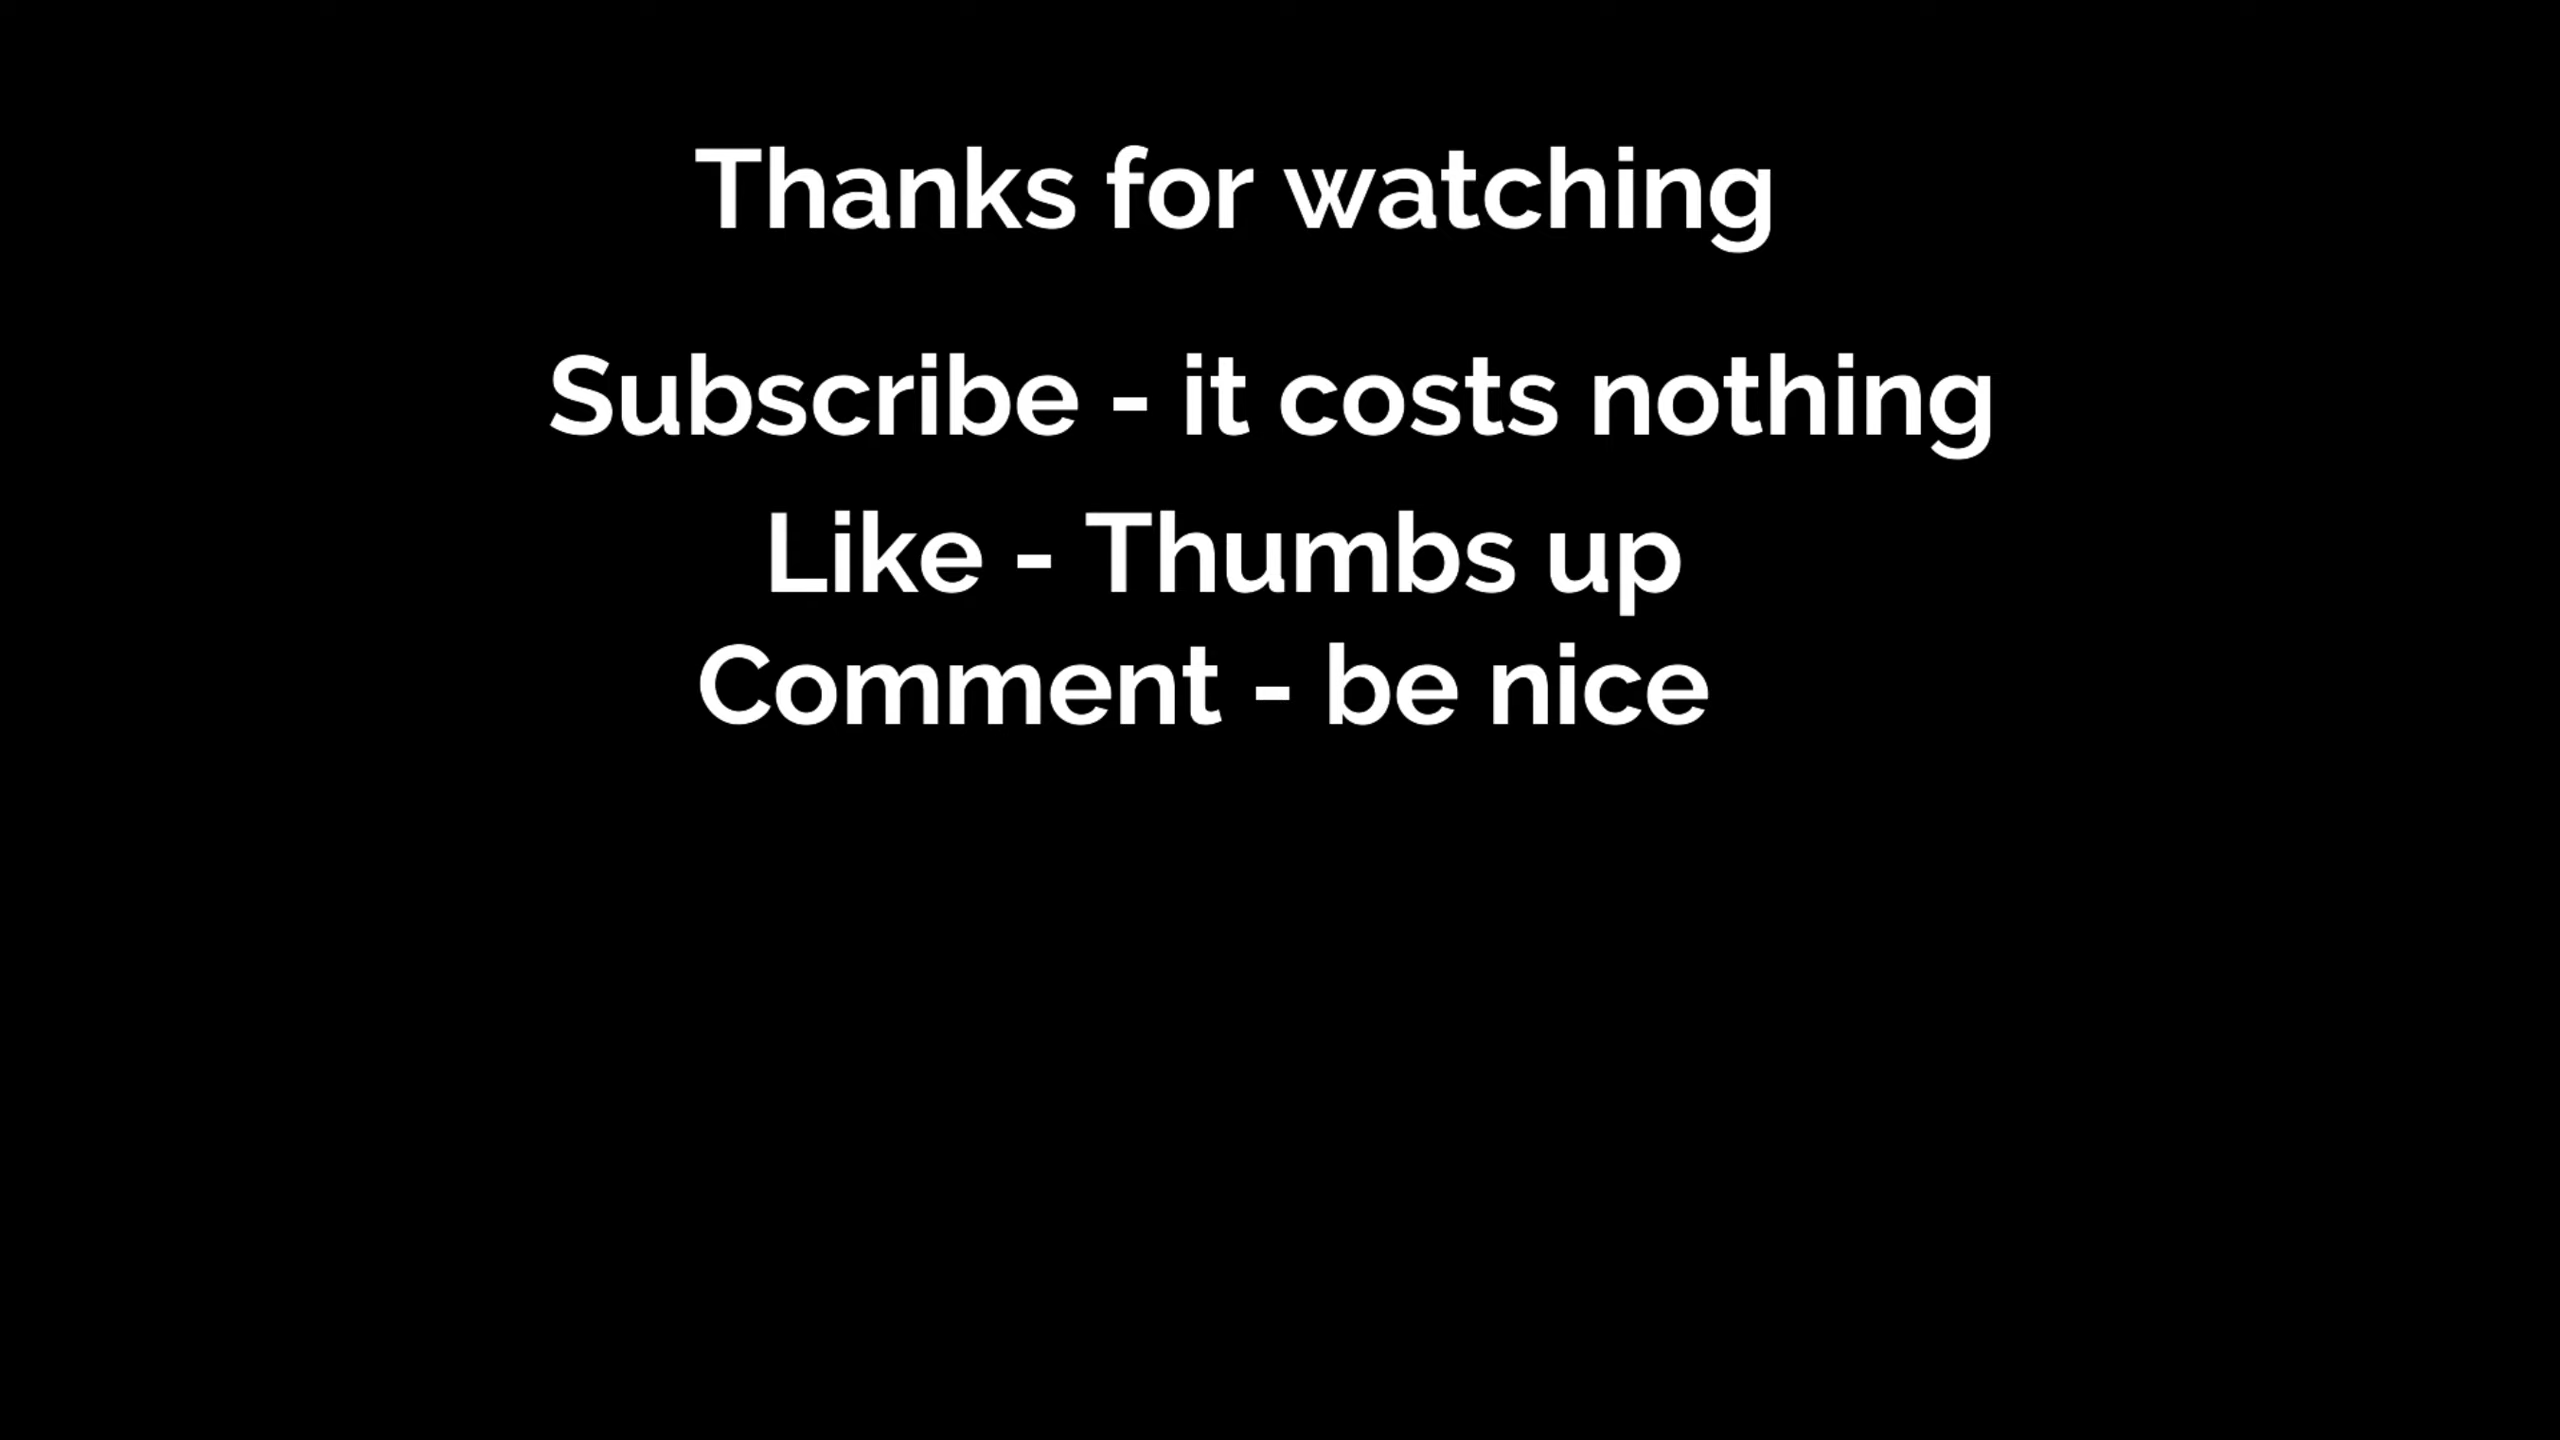 Thanks for watching
Subscribe - it costs nothing
Like - Thumbs up
Comment - be nice